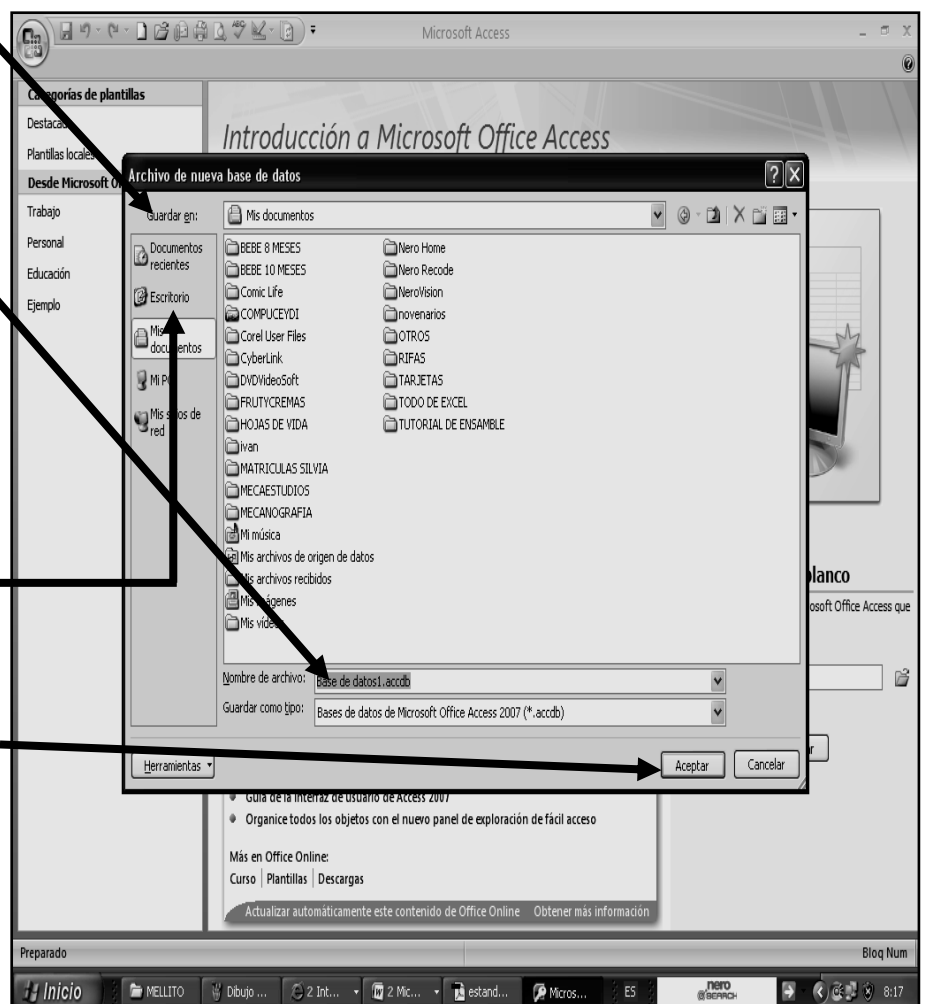 Microsoft Access
Categorías de plantillas
Plantillas locales
Desde Microsoft
Trabajo
Personal
Educación
Ejemplo
Introducción a Microsoft Office Access
Archivo de nueva base de datos
Guardar en:
Mis documentos
Documentos
recientes
Escritorio
Mis
documentos
Mi PC
Mis sitios de
red
BEBE 8 MESES
BEBE 10 MESES
Comic Life
COMPUCEYDI
Corel User Files
CyberLink
DVDVideoSoft
FRUTYCREMAS
HOJAS DE VIDA
ivan
MATRICULAS SILVIA
MECAESTUDIOS
MECANOGRAFIA
Mi música
Mis archivos de origen de datos
Mis archivos recibidos
Mis imágenes
Mis vídeos
Nero Home
Nero Recode
NeroVision
novenarios
OTROS
RIFAS
TARJETAS
TODO DE EXCEL
TUTORIAL DE ENSAMBLE
Nombre de archivo:
Base de datos1.accdb
Guardar como tipo:
Bases de datos de Microsoft Office Access 2007 (*.accdb)
Herramientas
Aceptar
Cancelar
blanco
osoft Office Access que
Guía de la interfaz de usuario de Access 2007
Organice todos los objetos con el nuevo panel de exploración de fácil acceso
Más en Office Online:
Curso | Plantillas | Descargas
Actualizar automáticamente este contenido de Office Online Obtener más información
Preparado
Bloq Num
Inicio
MELLITO
Dibujo ...
2 Int...
2 Mic...
estand...
Micros...
ES
nero
SEARCH
8:17